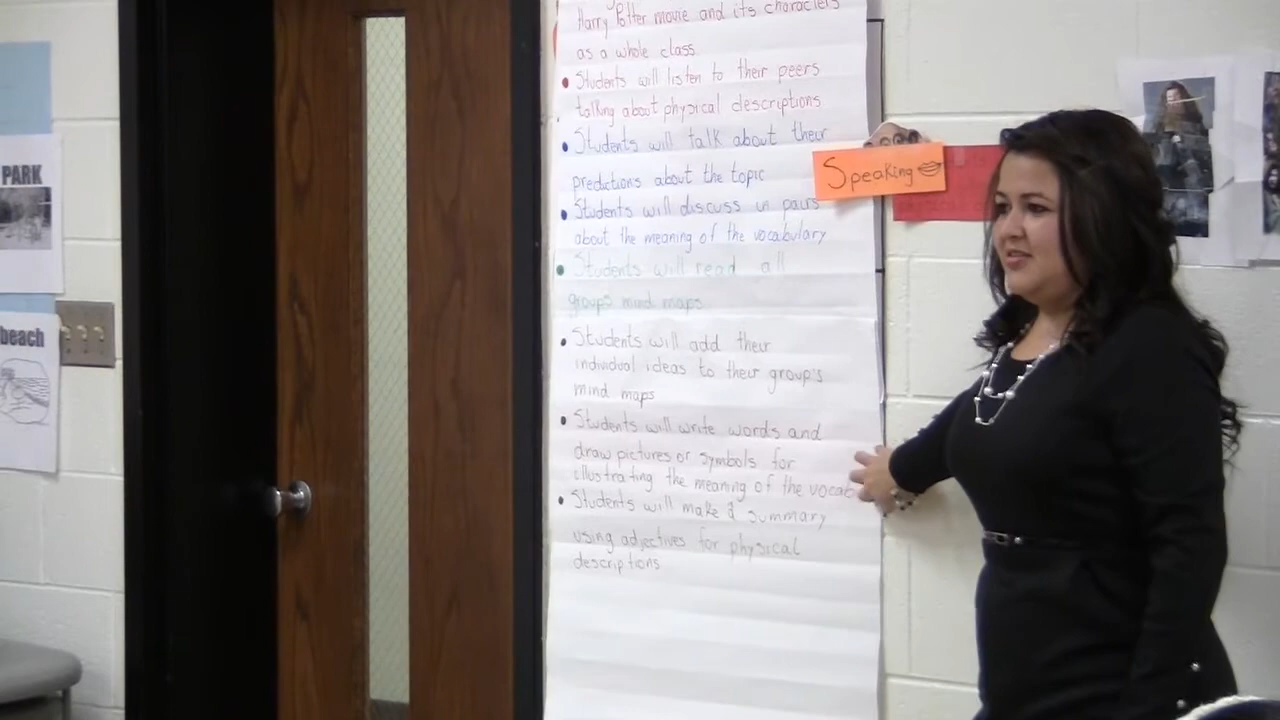 Harry Potter movie and its characters
as a whole class
• Students will listen to their peers
talking about physical descriptions
• Students will talk about their
predictions about the topic
• Students will discuss in pairs
about the meaning of the vocabulary
• Students will read all
groups mind maps
• Students will add their
individual ideas to their group's
mind maps
• Students will write words and
draw pictures or symbols for
illustrating the meaning of the vocab
• Students will make a summary
using adjectives for physical
descriptions
Speaking
PARK
beach